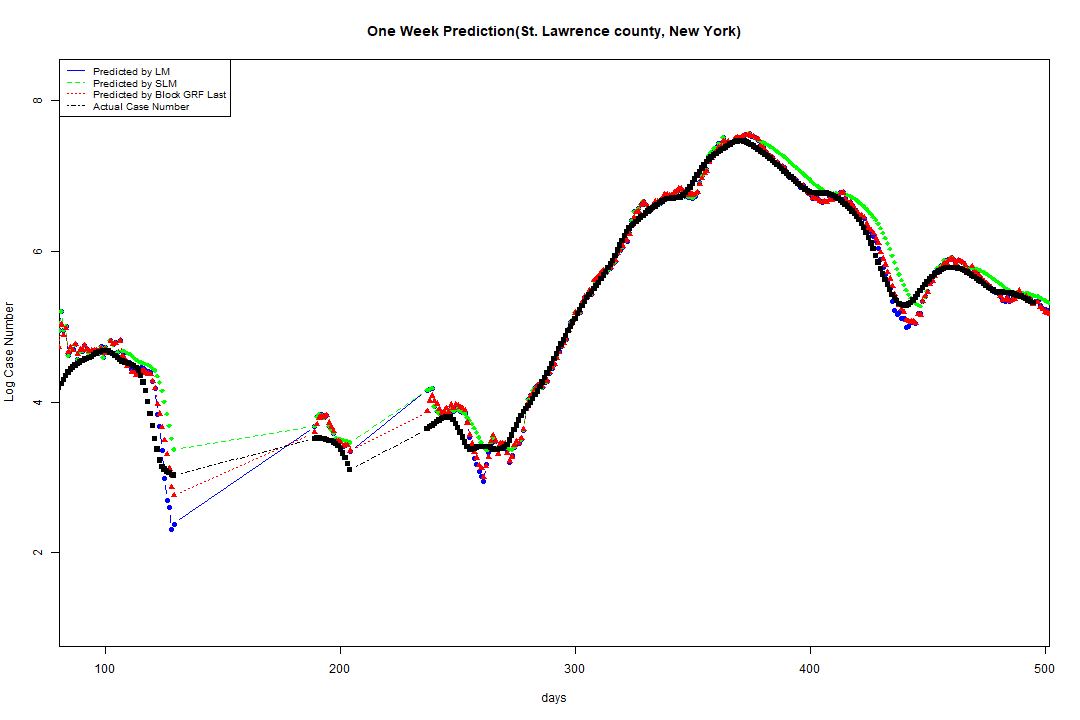 One Week Prediction(St. Lawrence county, New York)
Predicted by LM
Predicted by SLM
Predicted by Block GRF Last
Actual Case Number
8
6
4
2
Log Case Number
100 200 300 400 500
days